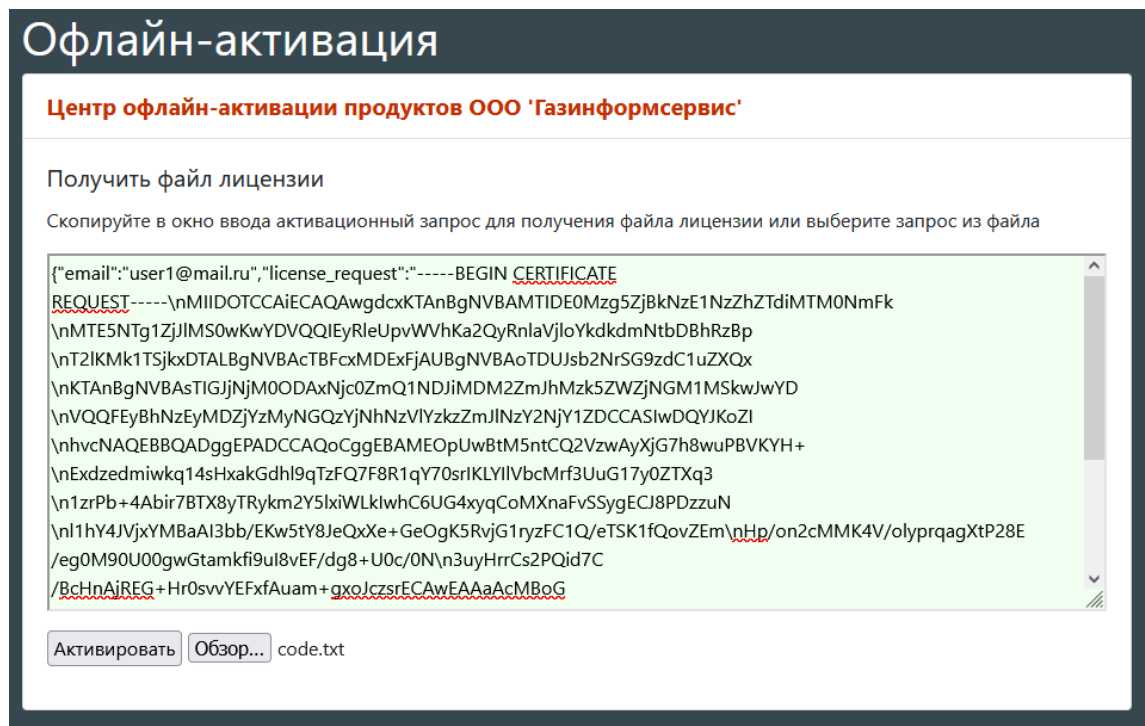 Офлайн-активация
Центр офлайн-активации продуктов ООО 'Газинформсервис'
Получить файл лицензии
Скопируйте в окно ввода активационный запрос для получения файла лицензии или выберите запрос из файла
{"email":"user1@mail.ru","license_request":"-----BEGIN CERTIFICATE
REQUEST-----\nMIIDOTCCAiECAQAwgdcxKTAnBgNVBAMTIDE0Mzg5ZjBkNzE1NzZhZTdiMTM0NmFk
\nMTE5NTg1ZjJlMS0wKwYDVQQIEyRleUpvWVhKa2QyRnlaVjloYkdkdmNtbDBhRzBp
\nT2lKMk1TSjkxDTALBgNVBAcTBFcxMDExFjAUBgNVBAoTDUJsb2NrSG9zdC1uZXQx
\nKTAnBgNVBAsTIGJjNjM0ODAxNjc0ZmQ1NDJiMDM2ZmJhMzk5ZWZjNGM1MSkwJwYD
\nVQQFEyBhNzEyMDZjYzMyNGQzYjNhNzVlYzkzZmJlNzY2NjY1ZDCCASIwDQYJKoZI
\nhvcNAQEBBQADggEPADCCAQoCggEBAMEOpUwBtM5ntCQ2VzwAyXjG7h8wuPBVKYH+
\nExdzedmiwkq14sHxakGdhl9qTzFQ7F8R1qY70srIKLYIlVbcMrf3UuG17y0ZTXq3
\n1zrPb+4Abir7BTX8yTRykm2Y5lxiWLkIwhC6UG4xyqCoMXnaFvSSygECJ8PDzzuN
\nl1hY4JVjxYMBaAI3bb/EKw5tY8JeQxXe+GeOgK5RvjG1ryzFC1Q/eTSK1fQovZEm\nHp/on2cMMK4V/olyprqagXtP28E
/eg0M90U00gwGtamkfi9uI8vEF/dg8+U0c/0N\n3uyHrrCs2PQid7C
/BcHnAjREG+Hr0svvYEFxfAuam+gxoJczsrECAwEAAaAcMBoG
Активировать Обзор... code.txt